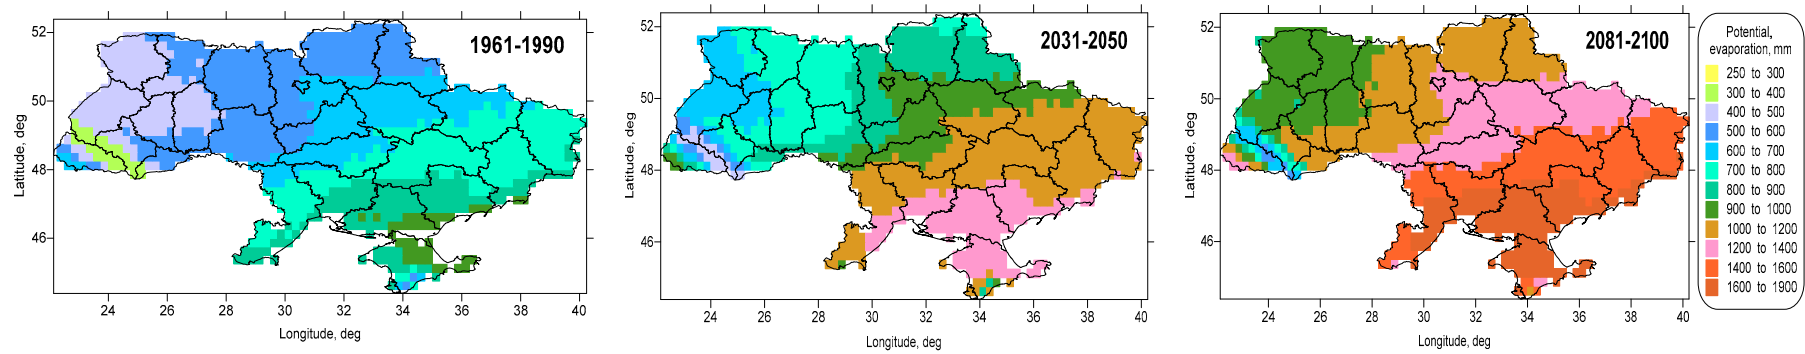 1961-1990
52
50
48
46
Latitude, deg
24 26 28 30 32 34 36 38 40
Longitude, deg
2031-2050
52
50
48
46
Latitude, deg
24 26 28 30 32 34 36 38 40
Longitude, deg
2081-2100
52
50
48
46
Latitude, deg
24 26 28 30 32 34 36 38 40
Longitude, deg
Potential,
evaporation, mm
250 to 300
300 to 400
400 to 500
500 to 600
600 to 700
700 to 800
800 to 900
900 to 1000
1000 to 1200
1200 to 1400
1400 to 1600
1600 to 1900